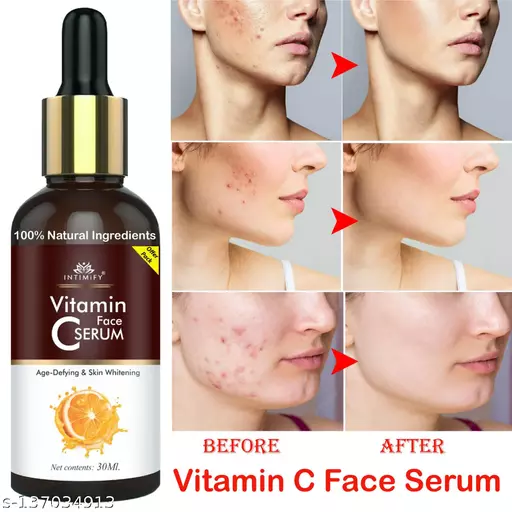 100% Natural Ingredients
Offer
Pack
INTIMIFY®
Vitamin
C Face
SERUM
Age-Defying & Skin Whitening
Net contents: 30ML
s-137034913
BEFORE
AFTER
Vitamin C Face Serum